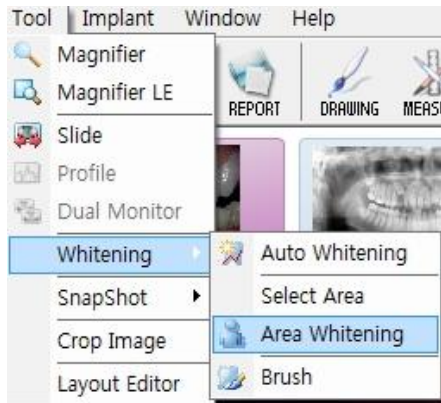 Tool Implant Window Help
Magnifier
Magnifier LE
REPORT
DRAWING
Slide
Profile
Dual Monitor
Whitening
Auto Whitening
SnapShot
Select Area
Crop Image
Area Whitening
Layout Editor
Brush